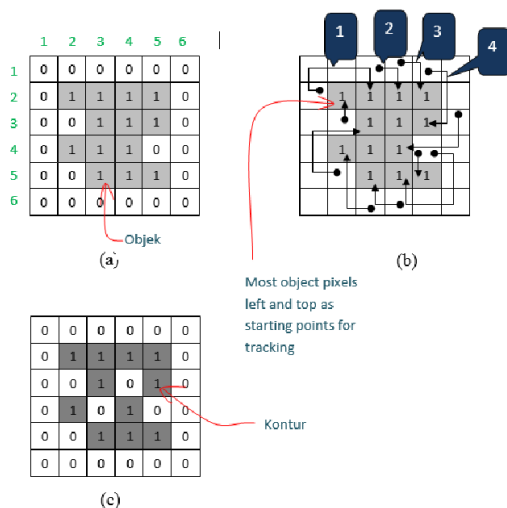 1 2 3 4 5 6
1 0 0 0 0 0 0
2 0 1 1 1 1 0
3 0 0 1 1 1 0
4 0 1 1 1 0 0
5 0 0 1 1 1 0
6 0 0 0 0 0 0
Objek
(a)
1 2 3 4
1 1 1 1
1 1 1
1 1 1
1 1 1
(b)
Most object pixels
left and top as
starting points for
tracking
0 0 0 0 0 0
0 1 1 1 1 0
0 0 1 0 1 0
0 1 0 1 0 0
0 0 1 1 1 0
0 0 0 0 0 0
Kontur
(c)